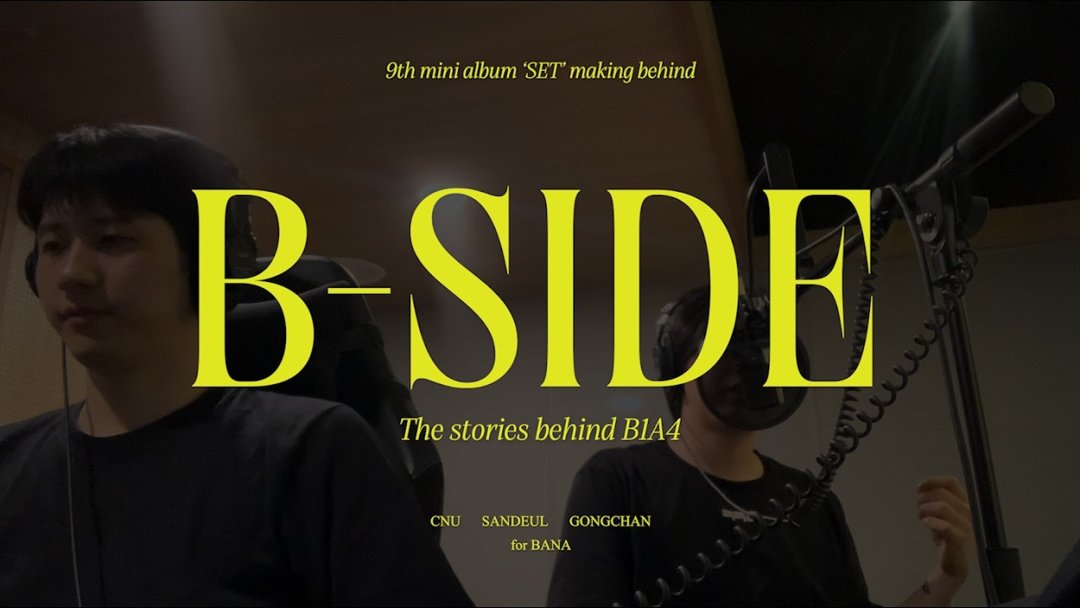 9th mini album ‘SET’ making behind
B-SIDE
The stories behind B1A4
CNU SANDEUL GONGCHAN
for BANA